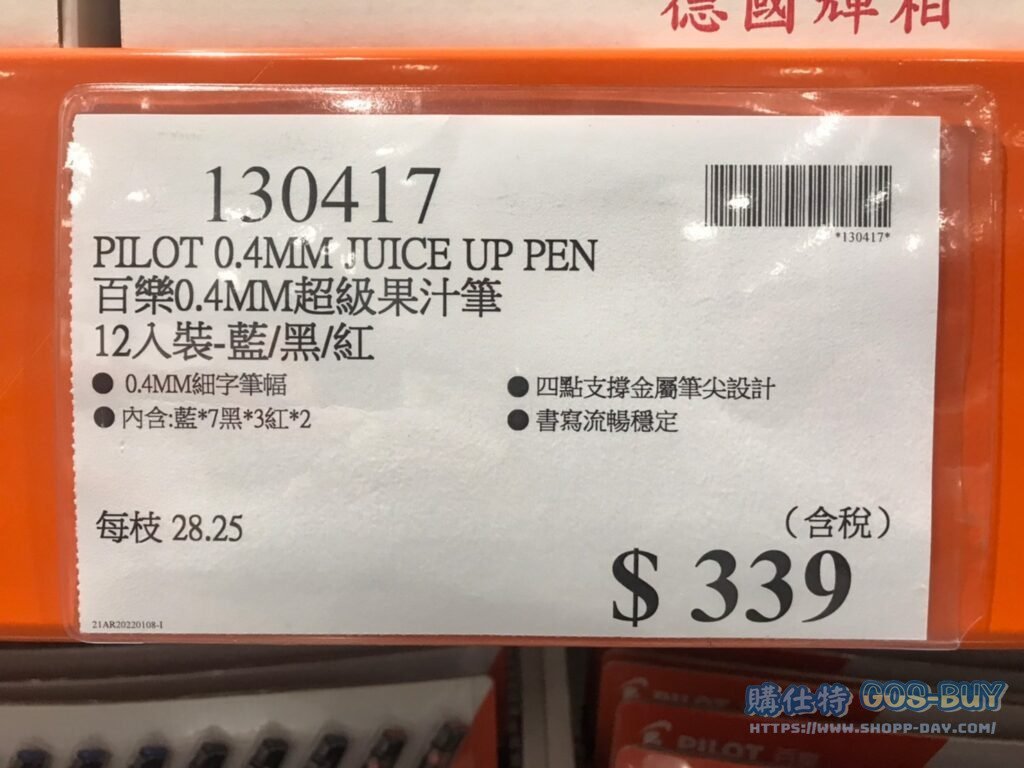 德國輝柏
130417
*130417*
PILOT 0.4MM JUICE UP PEN
百樂0.4MM超級果汁筆
12入裝-藍/黑/紅
● 0.4MM細字筆幅
● 四點支撐金屬筆尖設計
● 內含:藍*7黑*3紅*2
● 書寫流暢穩定
每枝 28.25
（含稅）
$ 339
21AR20220108-1
PILOT
PILOT 百樂
購仕特 GOS-BUY
HTTPS://WWW.SHOPP-DAY.COM/